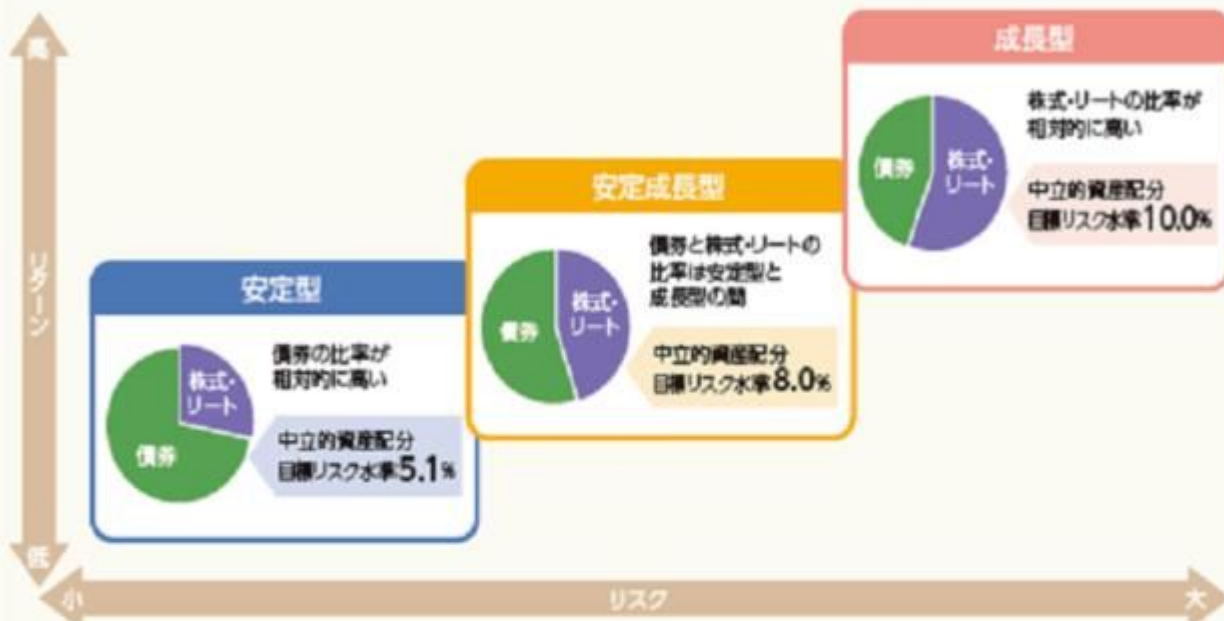 高
リターン
低
小
リスク
大
安定型
債券
株式・
リート
債券の比率が
相対的に高い
中立的資産配分
目標リスク水準5.1%
安定成長型
債券
株式・
リート
債券と株式・リートの
比率は安定型と
成長型の間
中立的資産配分
目標リスク水準8.0%
成長型
債券
株式・
リート
株式・リートの比率が
相対的に高い
中立的資産配分
目標リスク水準10.0%